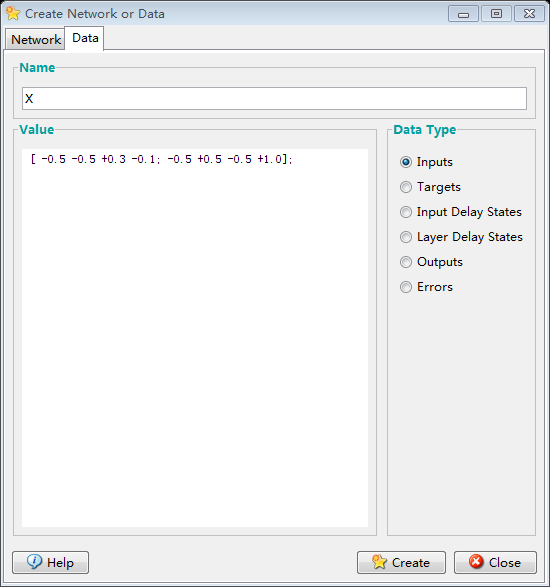 Create Network or Data
Network Data
Name
X
Value
[ -0.5 -0.5 +0.3 -0.1; -0.5 +0.5 -0.5 +1.0];
Data Type
Inputs
Targets
Input Delay States
Layer Delay States
Outputs
Errors
Help Create Close